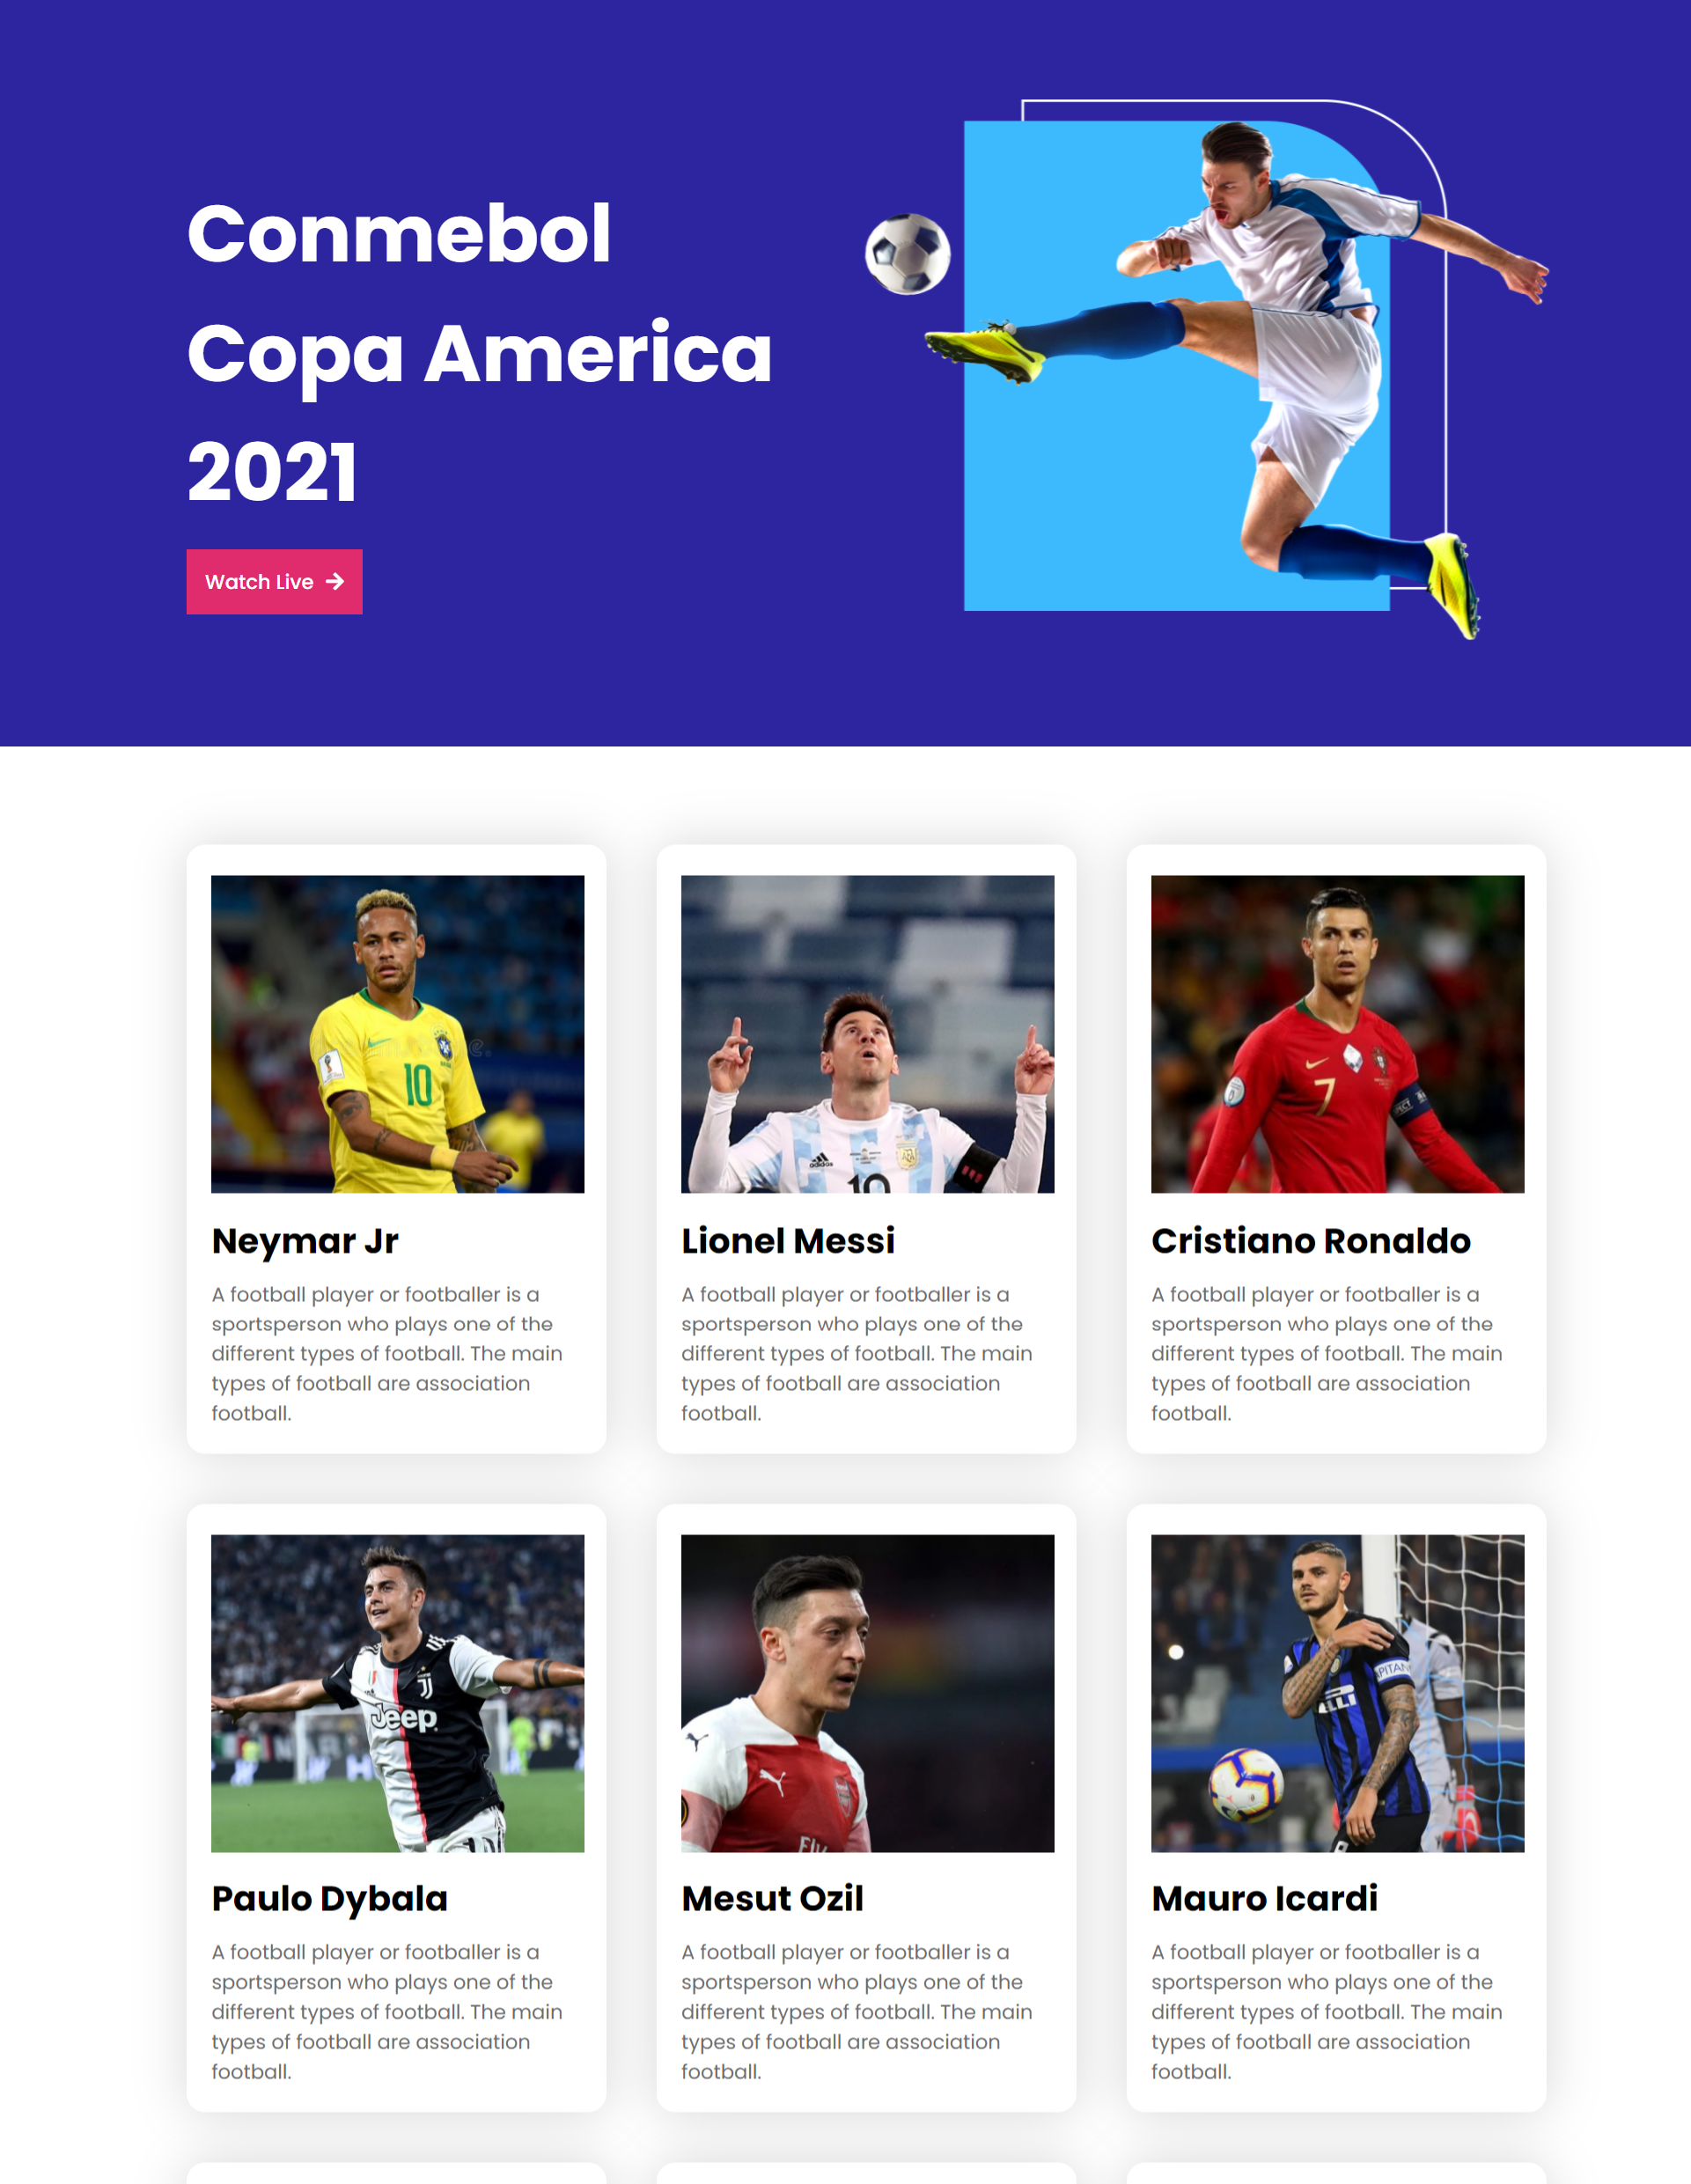 Conmebol
Copa America
2021
Watch Live
10
adidas
10
7
Neymar Jr
Lionel Messi
Cristiano Ronaldo
A football player or footballer is a
sportsperson who plays one of the
different types of football. The main
types of football are association
football.
A football player or footballer is a
sportsperson who plays one of the
different types of football. The main
types of football are association
football.
A football player or footballer is a
sportsperson who plays one of the
different types of football. The main
types of football are association
football.
Jeep
Paulo Dybala
Mesut Ozil
Mauro Icardi
A football player or footballer is a
sportsperson who plays one of the
different types of football. The main
types of football are association
football.
A football player or footballer is a
sportsperson who plays one of the
different types of football. The main
types of football are association
football.
A football player or footballer is a
sportsperson who plays one of the
different types of football. The main
types of football are association
football.